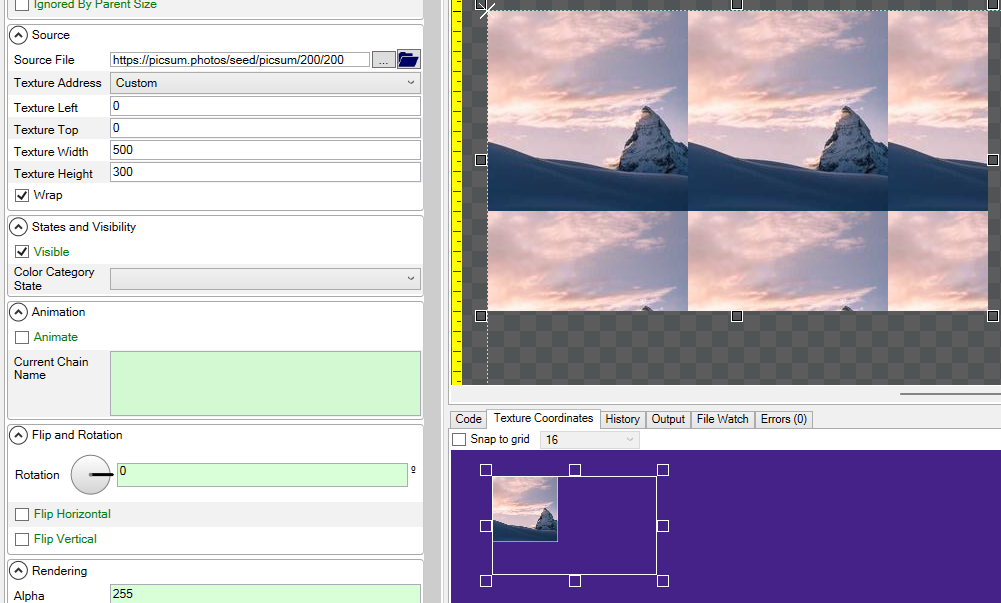 Ignored By Parent Size
Source
Source File https://picsum.photos/seed/picsum/200/200 ...
Texture Address Custom
Texture Left 0
Texture Top 0
Texture Width 500
Texture Height 300
Wrap
States and Visibility
Visible
Color Category
State
Animation
Animate
Current Chain
Name
Flip and Rotation
Rotation 0 º
Flip Horizontal
Flip Vertical
Rendering
Alpha 255
Code Texture Coordinates History Output File Watch Errors (0)
Snap to grid 16